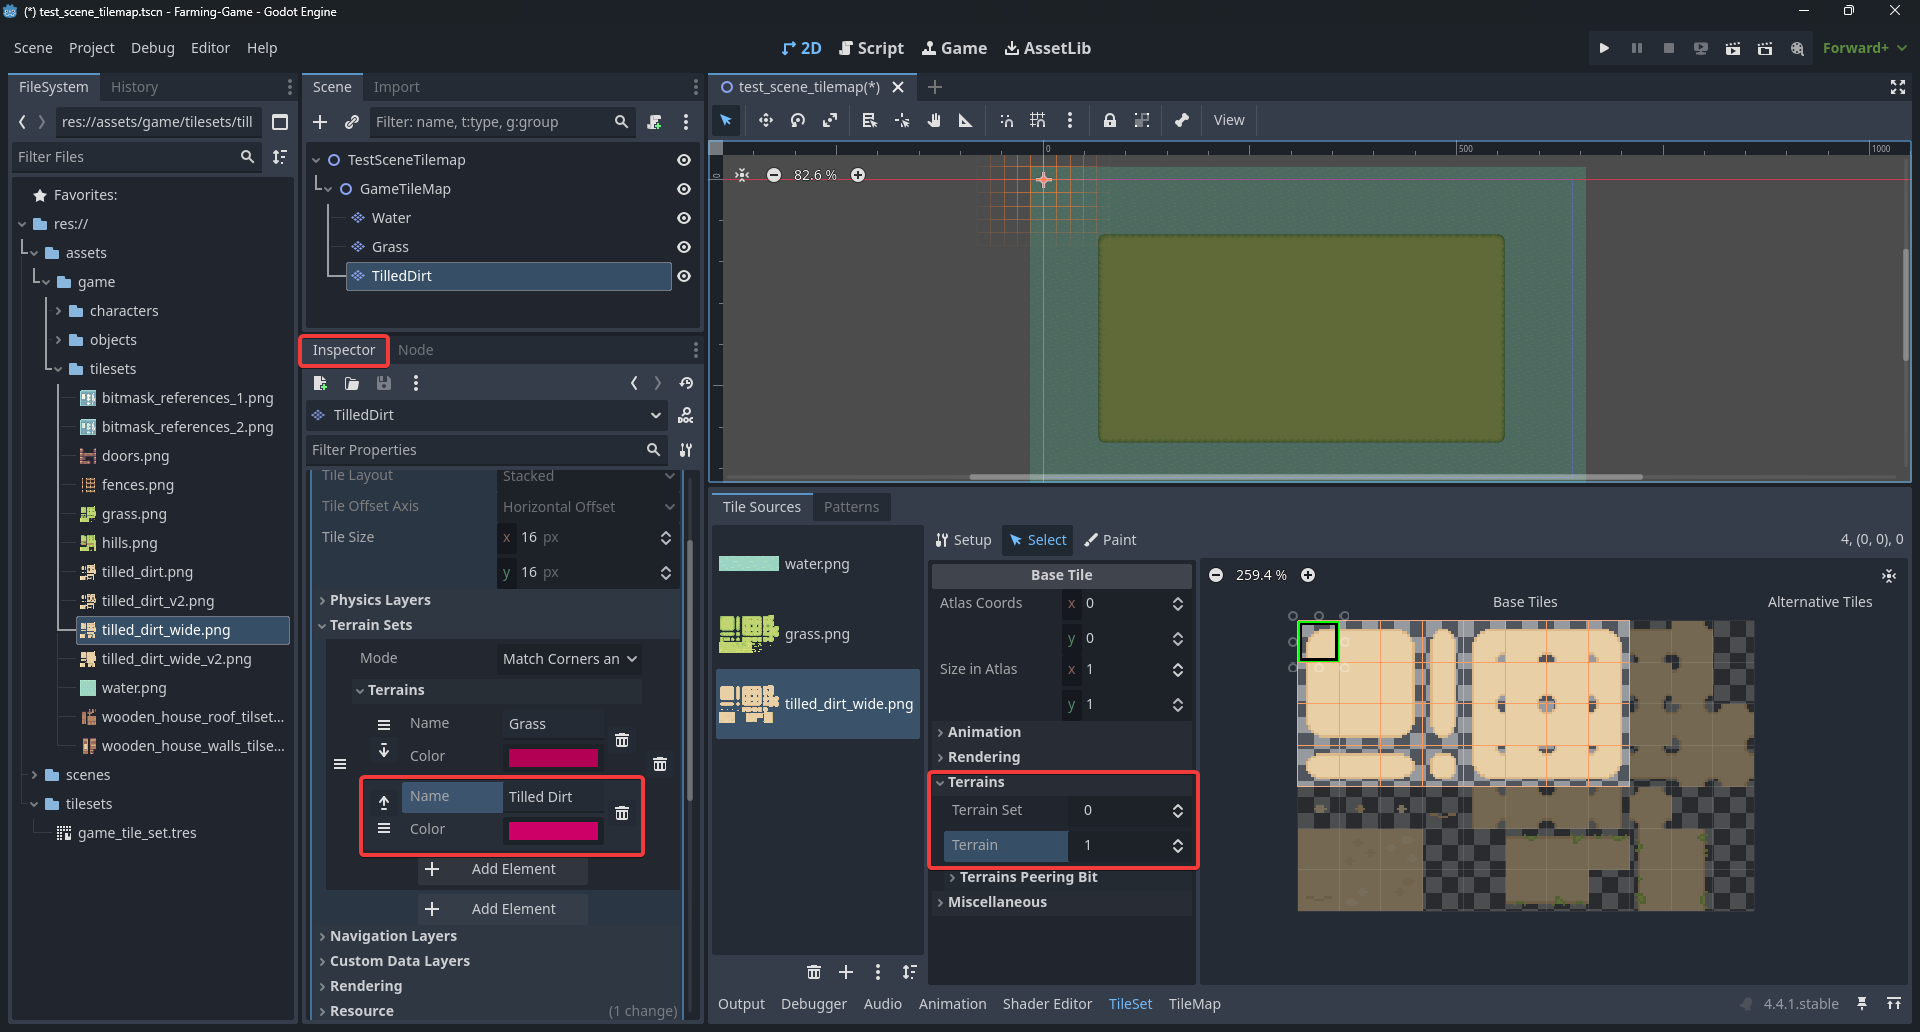 (*) test_scene_tilemap.tscn - Farming-Game - Godot Engine
Scene Project Debug Editor Help
2D Script Game AssetLib
Forward+
FileSystem History
res://assets/game/tilesets/till
Filter Files
Favorites:
res://
assets
game
characters
objects
tilesets
bitmask_references_1.png
bitmask_references_2.png
doors.png
fences.png
grass.png
hills.png
tilled_dirt.png
tilled_dirt_v2.png
tilled_dirt_wide.png
tilled_dirt_wide_v2.png
water.png
wooden_house_roof_tilset...
wooden_house_walls_tilse...
scenes
tilesets
game_tile_set.tres
Scene Import
Filter: name, t:type, g:group
TestSceneTilemap
GameTileMap
Water
Grass
TilledDirt
Inspector Node
TilledDirt
DOC
Filter Properties
Tile Layout Stacked
Tile Offset Axis Horizontal Offset
Tile Size x 16 px
y 16 px
Physics Layers
Terrain Sets
Mode Match Corners an
Terrains
Name Grass
Color
Name Tilled Dirt
Color
Add Element
Add Element
Navigation Layers
Custom Data Layers
Rendering
Resource (1 change)
test_scene_tilemap(*)
View
0 500 1000
0
82.6 %
Tile Sources Patterns
water.png
grass.png
tilled_dirt_wide.png
Setup Select Paint
4, (0, 0), 0
Base Tile
Atlas Coords x 0
y 0
Size in Atlas x 1
y 1
Animation
Rendering
Terrains
Terrain Set 0
Terrain 1
Terrains Peering Bit
Miscellaneous
259.4 %
Base Tiles Alternative Tiles
Output Debugger Audio Animation Shader Editor TileSet TileMap
4.4.1.stable